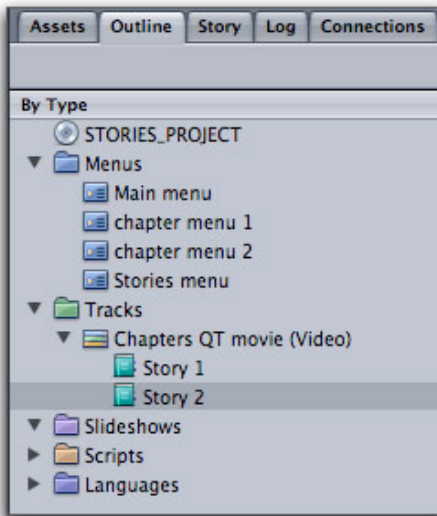 Assets Outline Story Log Connections
By Type
STORIES_PROJECT
Menus
Main menu
chapter menu 1
chapter menu 2
Stories menu
Tracks
Chapters QT movie (Video)
Story 1
Story 2
Slideshows
Scripts
Languages